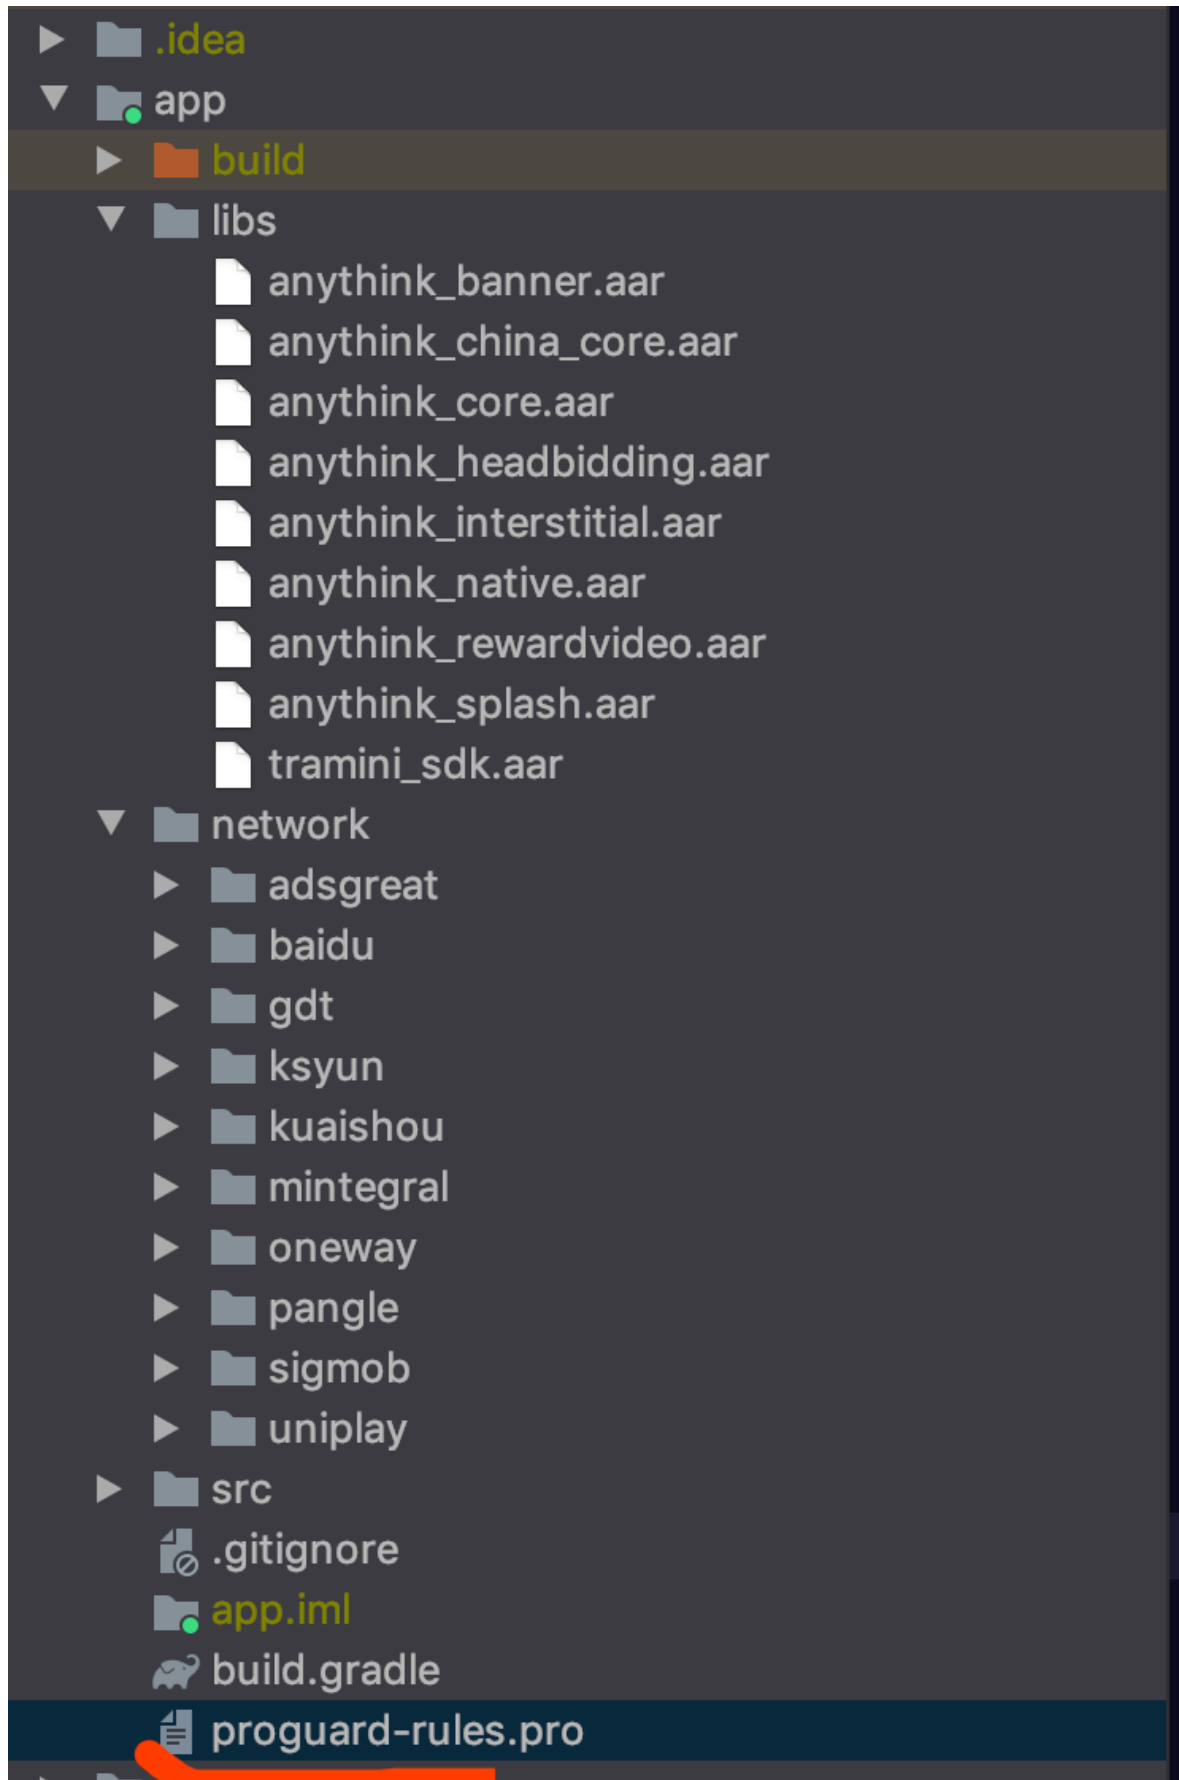 .idea
app
build
libs
anythink_banner.aar
anythink_china_core.aar
anythink_core.aar
anythink_headbidding.aar
anythink_interstitial.aar
anythink_native.aar
anythink_rewardvideo.aar
anythink_splash.aar
tramini_sdk.aar
network
adsgreat
baidu
gdt
ksyun
kuaishou
mintegral
oneway
pangle
sigmob
uniplay
src
.gitignore
app.iml
build.gradle
proguard-rules.pro